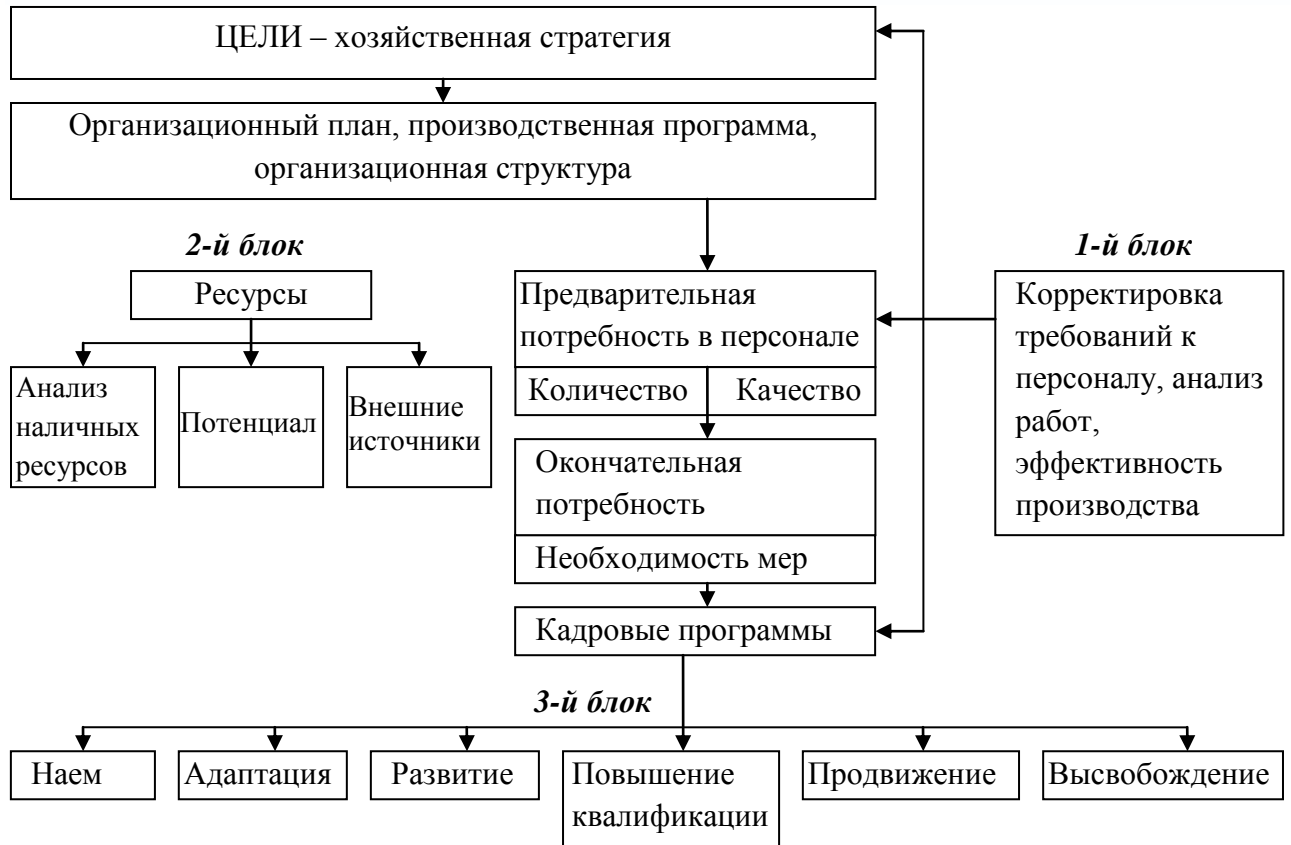 ЦЕЛИ – хозяйственная стратегия
Организационный план, производственная программа,
организационная структура
2-й блок
Ресурсы
Анализ
наличных
ресурсов
Потенциал
Внешние
источники
Предварительная
потребность в персонале
Количество
Качество
Окончательная
потребность
Необходимость мер
Кадровые программы
1-й блок
Корректировка
требований к
персоналу, анализ
работ,
эффективность
производства
3-й блок
Наем
Адаптация
Развитие
Повышение
квалификации
Продвижение
Высвобождение